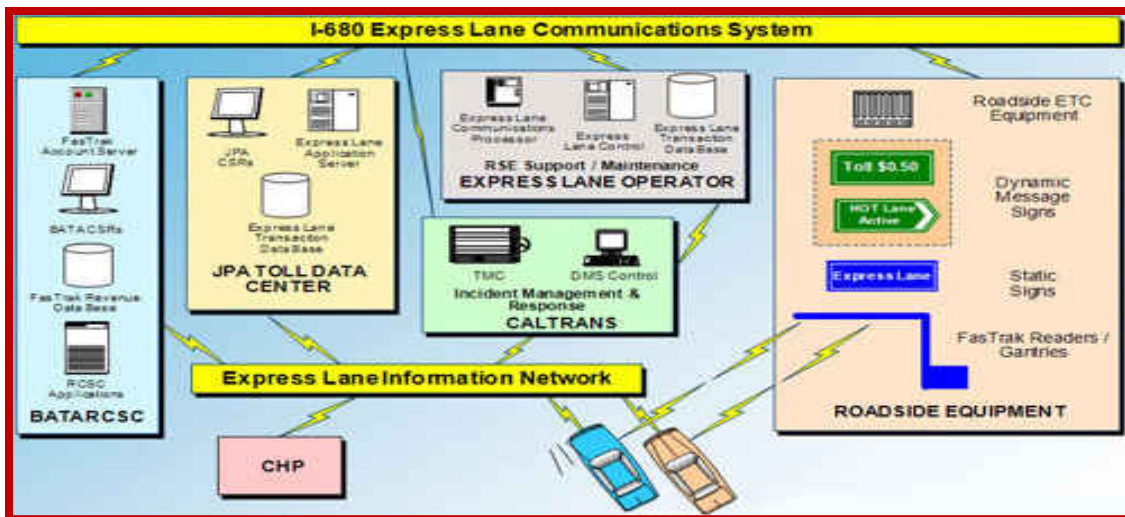 I-680 Express Lane Communications System
FasTrak
Account Server
BATA CSRs
FasTrak Revenue
Data Base
RCSC
Applications
BATARCSC
JPA
CSRs
Express Lane
Application
Server
Express Lane
Transaction
Data Base
JPA TOLL DATA
CENTER
Express Lane
Communications
Processor
Express
Lane Control
Express Lane
Transaction
Data Base
RSE Support / Maintenance
EXPRESS LANE OPERATOR
TMC
DMS Control
Incident Management &
Response
CALTRANS
Roadside ETC
Equipment
Toll $0.50
HOT Lane
Active
Dynamic
Message
Signs
Express Lane
Static
Signs
FasTrak Readers /
Gantries
ROADSIDE EQUIPMENT
Express Lane Information Network
CHP